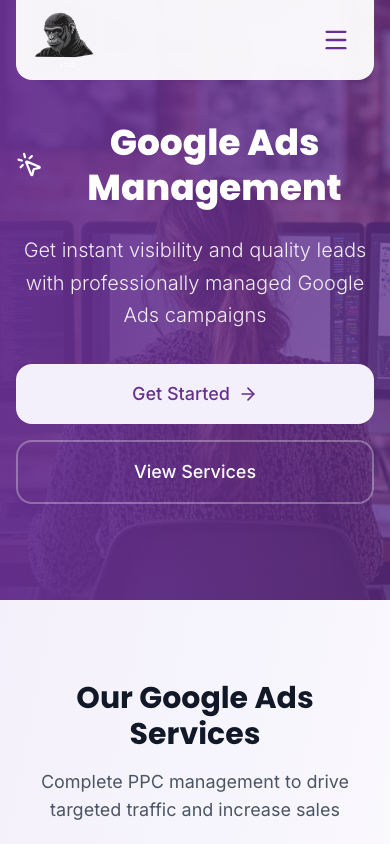 Google Ads
Management
Get instant visibility and quality leads
with professionally managed Google
Ads campaigns
Get Started →
View Services
Our Google Ads
Services
Complete PPC management to drive
targeted traffic and increase sales